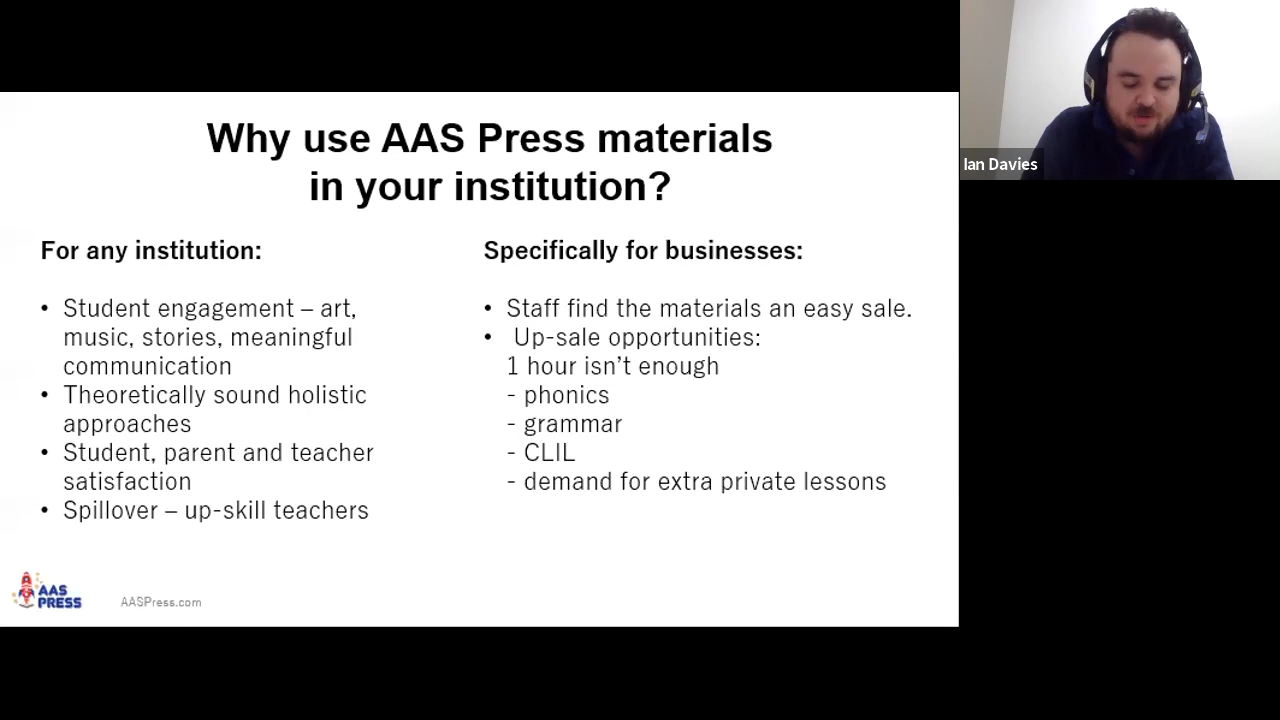 Why use AAS Press materials
in your institution?
For any institution:
• Student engagement – art,
music, stories, meaningful
communication
• Theoretically sound holistic
approaches
• Student, parent and teacher
satisfaction
• Spillover – up-skill teachers
Specifically for businesses:
• Staff find the materials an easy sale.
• Up-sale opportunities:
1 hour isn’t enough
- phonics
- grammar
- CLIL
- demand for extra private lessons
AAS
PRESS
AASPress.com
Ian Davies